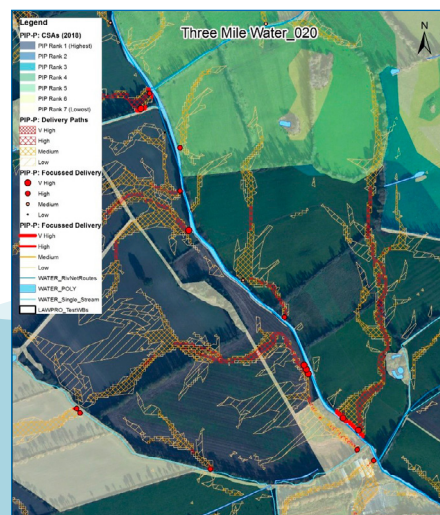 Legend
PIP-P: CSAs (2018)
PIP Rank 1 (Highest)
PIP Rank 2
PIP Rank 3
PIP Rank 4
PIP Rank 5
PIP Rank 6
PIP Rank 7 (Lowest)
PIP-P: Delivery Paths
V High
High
Medium
Low
PIP-P: Focussed Delivery
V High
High
Medium
Low
PIP-P: Focussed Delivery
V High
High
Medium
Low
WATER_RivNetRoutes
WATER_POLY
WATER_Single_Stream
LAWPRO_TestWBs
Three Mile Water_020
N